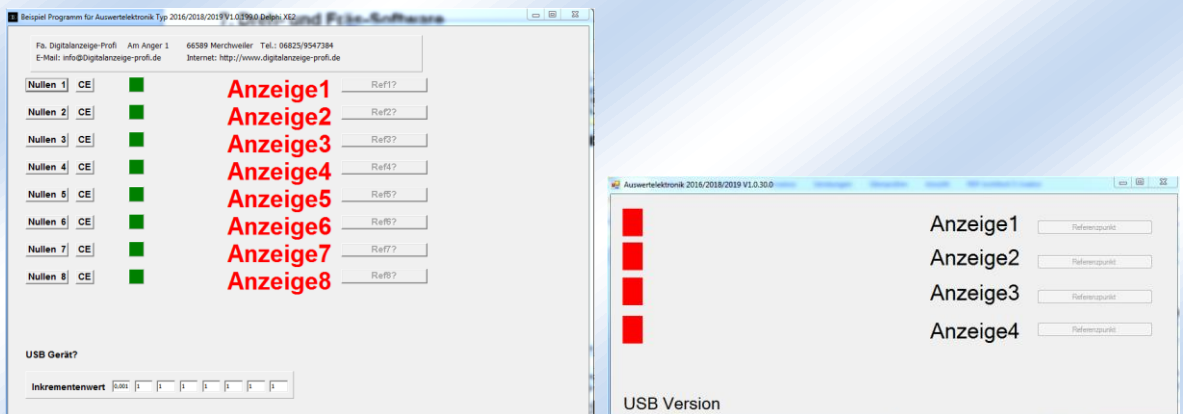 7. Dreh- und Fräs-Software
Beispiel Programm für Auswertelektronik Typ 2016/2018/2019 V1.0.199.0 Delphi XE2
Fa. Digitalanzeige-Profi Am Anger 1 66589 Merchweiler Tel.: 06825/9547384
E-Mail: info@Digitalanzeige-profi.de Internet: http://www.digitalanzeige-profi.de
Nullen 1 CE Anzeige1 Ref1?
Nullen 2 CE Anzeige2 Ref2?
Nullen 3 CE Anzeige3 Ref3?
Nullen 4 CE Anzeige4 Ref4?
Nullen 5 CE Anzeige5 Ref5?
Nullen 6 CE Anzeige6 Ref6?
Nullen 7 CE Anzeige7 Ref7?
Nullen 8 CE Anzeige8 Ref8?
USB Gerät?
Inkrementenwert 0,001 1 1 1 1 1 1 1
Auswertelektronik 2016/2018/2019 V1.0.30.0
Anzeige1 Referenzpunkt
Anzeige2 Referenzpunkt
Anzeige3 Referenzpunkt
Anzeige4 Referenzpunkt
USB Version